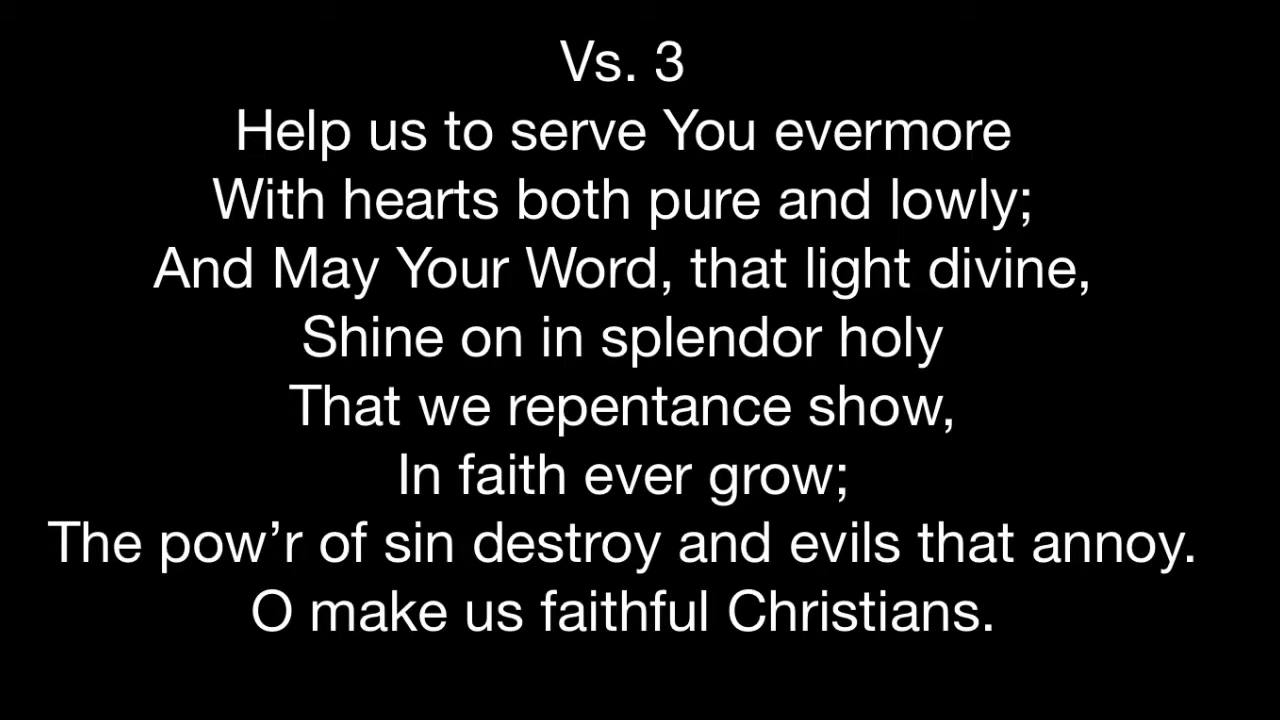 Vs. 3
Help us to serve You evermore
With hearts both pure and lowly;
And May Your Word, that light divine,
Shine on in splendor holy
That we repentance show,
In faith ever grow;
The pow’r of sin destroy and evils that annoy.
O make us faithful Christians.